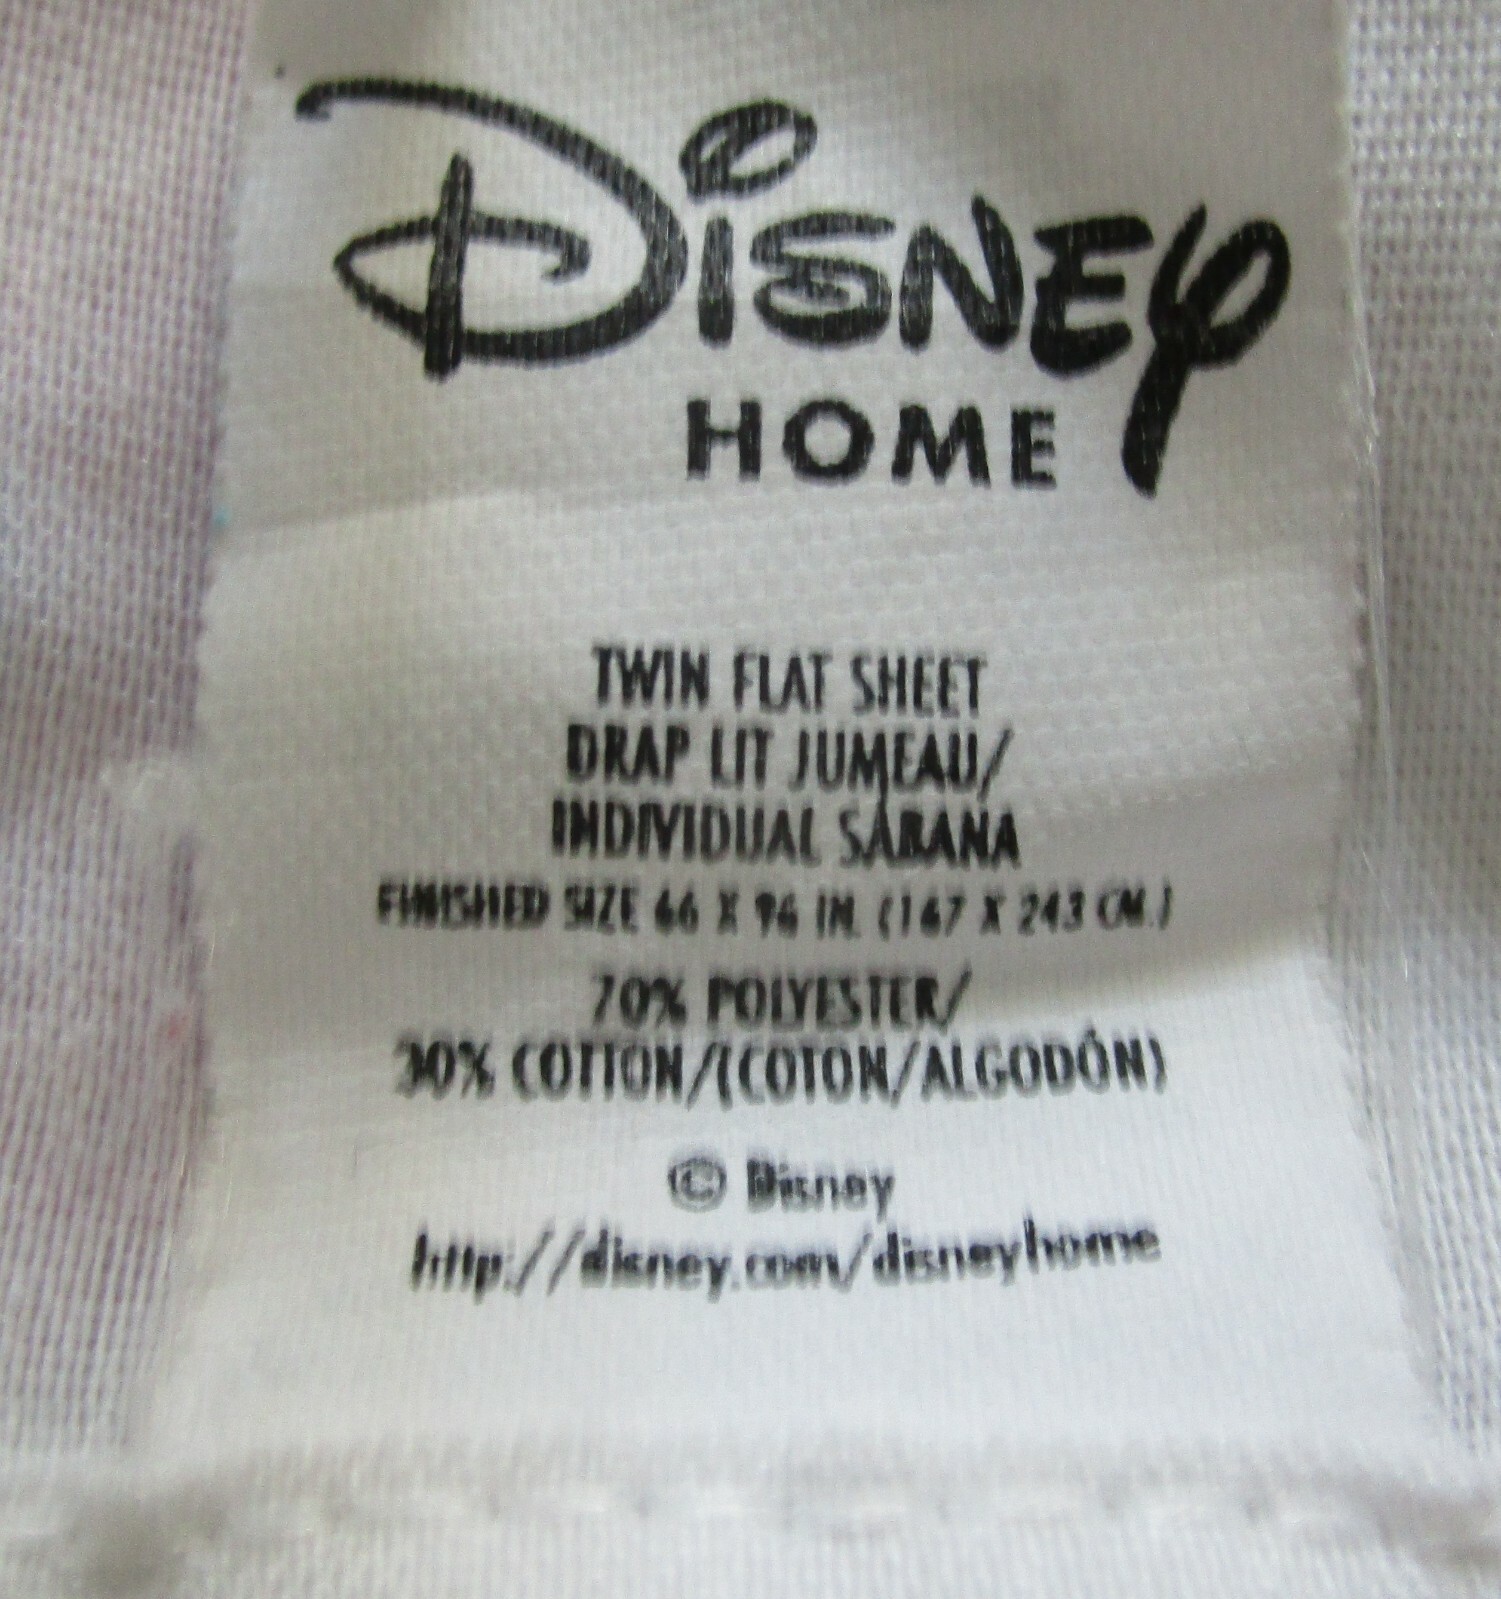 Disney
HOME
TWIN FLAT SHEET
DRAP LIT JUMEAU/
INDIVIDUAL SÁBANA
FINISHED SIZE 66 X 96 IN. (167 X 243 CM.)
70% POLYESTER/
30% COTTON/(COTON/ALGODÓN)
© Disney
http://disney.com/disneyhome